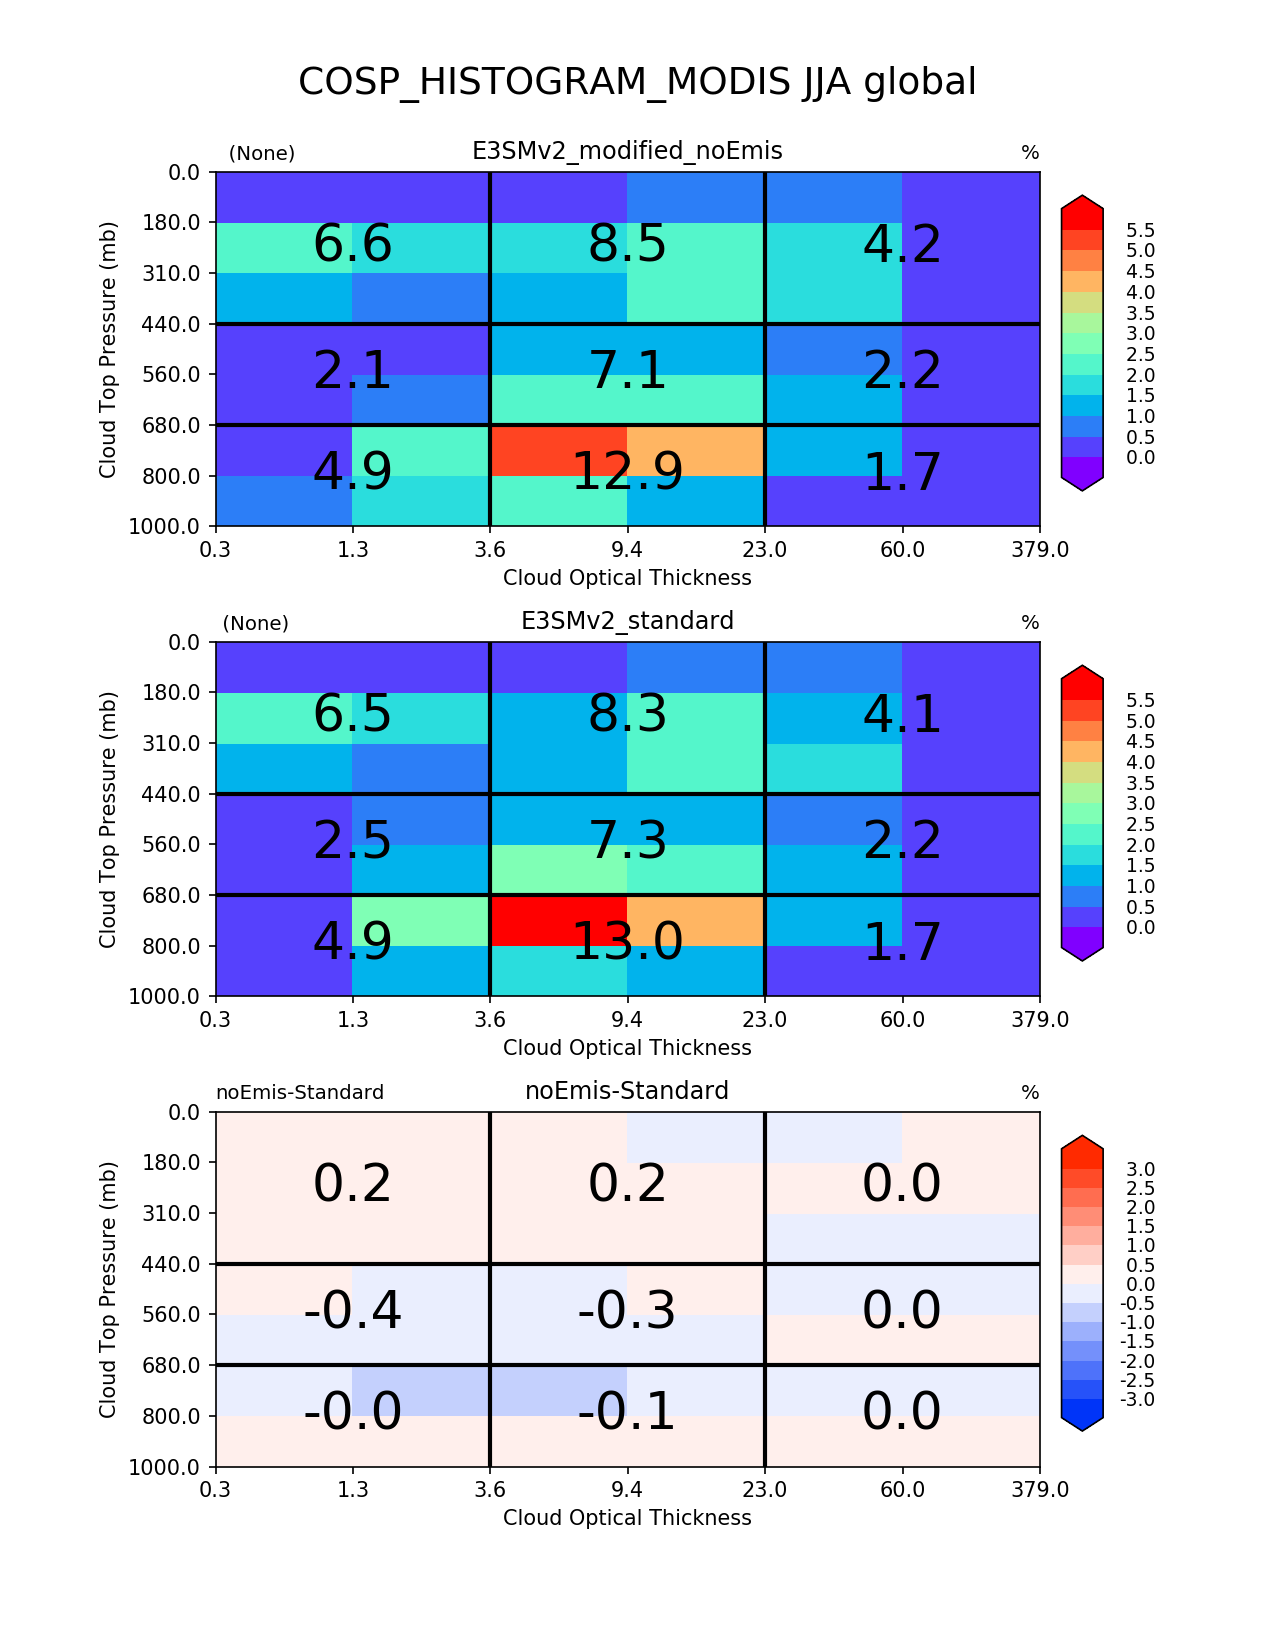 COSP_HISTOGRAM_MODIS JJA global
(None) E3SMv2_modified_noEmis %
Cloud Top Pressure (mb)
0.0
180.0
310.0
440.0
560.0
680.0
800.0
1000.0
6.6 8.5 4.2
2.1 7.1 2.2
4.9 12.9 1.7
0.3 1.3 3.6 9.4 23.0 60.0 379.0
Cloud Optical Thickness
5.5
5.0
4.5
4.0
3.5
3.0
2.5
2.0
1.5
1.0
0.5
0.0
(None) E3SMv2_standard %
Cloud Top Pressure (mb)
0.0
180.0
310.0
440.0
560.0
680.0
800.0
1000.0
6.5 8.3 4.1
2.5 7.3 2.2
4.9 13.0 1.7
0.3 1.3 3.6 9.4 23.0 60.0 379.0
Cloud Optical Thickness
5.5
5.0
4.5
4.0
3.5
3.0
2.5
2.0
1.5
1.0
0.5
0.0
noEmis-Standard noEmis-Standard %
Cloud Top Pressure (mb)
0.0
180.0
310.0
440.0
560.0
680.0
800.0
1000.0
0.2 0.2 0.0
-0.4 -0.3 0.0
-0.0 -0.1 0.0
0.3 1.3 3.6 9.4 23.0 60.0 379.0
Cloud Optical Thickness
3.0
2.5
2.0
1.5
1.0
0.5
0.0
-0.5
-1.0
-1.5
-2.0
-2.5
-3.0